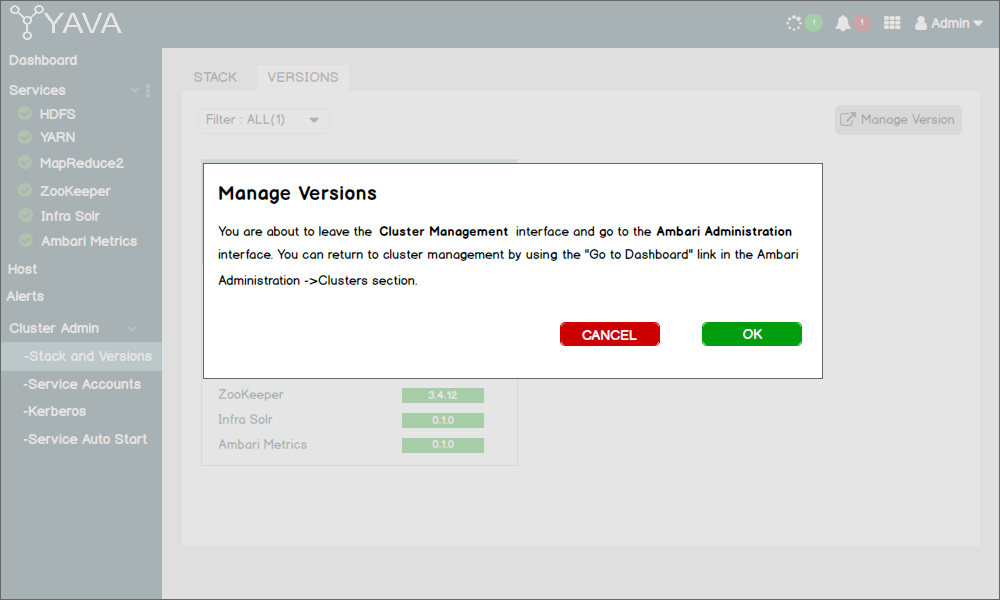 YAVA
1
1
Admin
Dashboard
Services
HDFS
YARN
MapReduce2
ZooKeeper
Infra Solr
Ambari Metrics
Host
Alerts
Cluster Admin
-Stack and Versions
-Service Accounts
-Kerberos
-Service Auto Start
STACK
VERSIONS
Filter : ALL(1)
Manage Version
Manage Versions
You are about to leave the Cluster Management interface and go to the Ambari Administration
interface. You can return to cluster management by using the "Go to Dashboard" link in the Ambari
Administration ->Clusters section.
CANCEL
OK
ZooKeeper 3.4.12
Infra Solr 0.1.0
Ambari Metrics 0.1.0